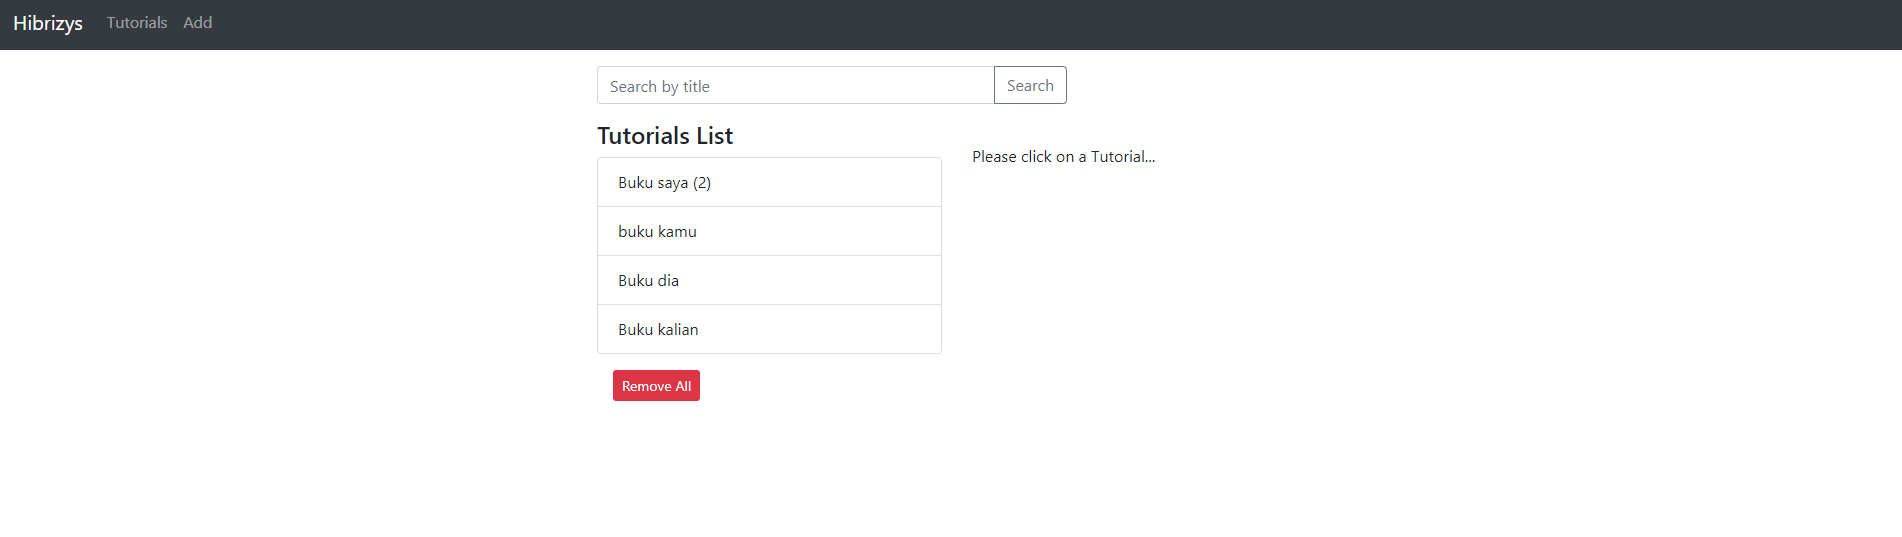 Hibrizys Tutorials Add
Search by title Search
Tutorials List
Please click on a Tutorial...
Buku saya (2)
buku kamu
Buku dia
Buku kalian
Remove All